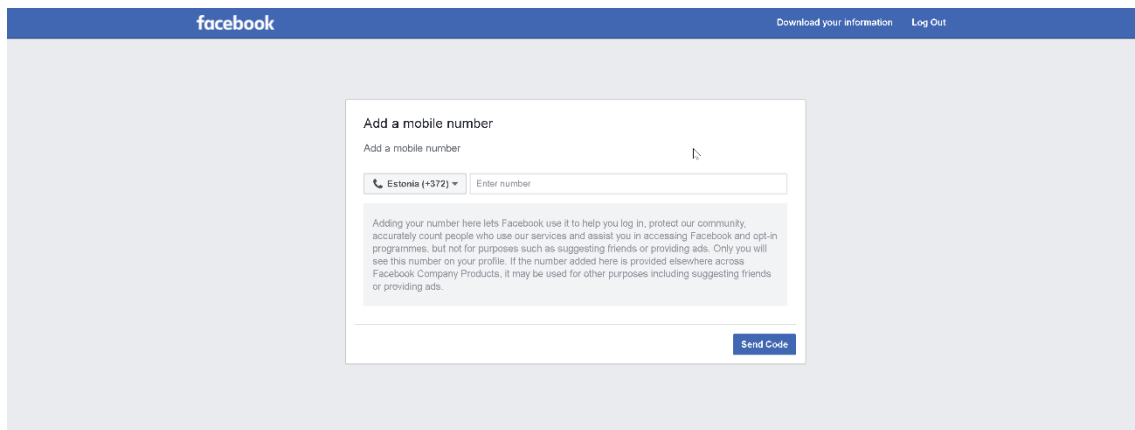 facebook
Download your information
Log Out
Add a mobile number
Add a mobile number
Estonia (+372)
Enter number
Adding your number here lets Facebook use it to help you log in, protect our community,
accurately count people who use our services and assist you in accessing Facebook and opt-in
programmes, but not for purposes such as suggesting friends or providing ads. Only you will
see this number on your profile. If the number added here is provided elsewhere across
Facebook Company Products, it may be used for other purposes including suggesting friends
or providing ads.
Send Code